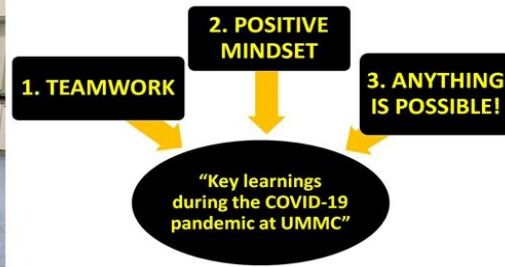 1. TEAMWORK
2. POSITIVE
MINDSET
3. ANYTHING
IS POSSIBLE!
“Key learnings
during the COVID-19
pandemic at UMMC”